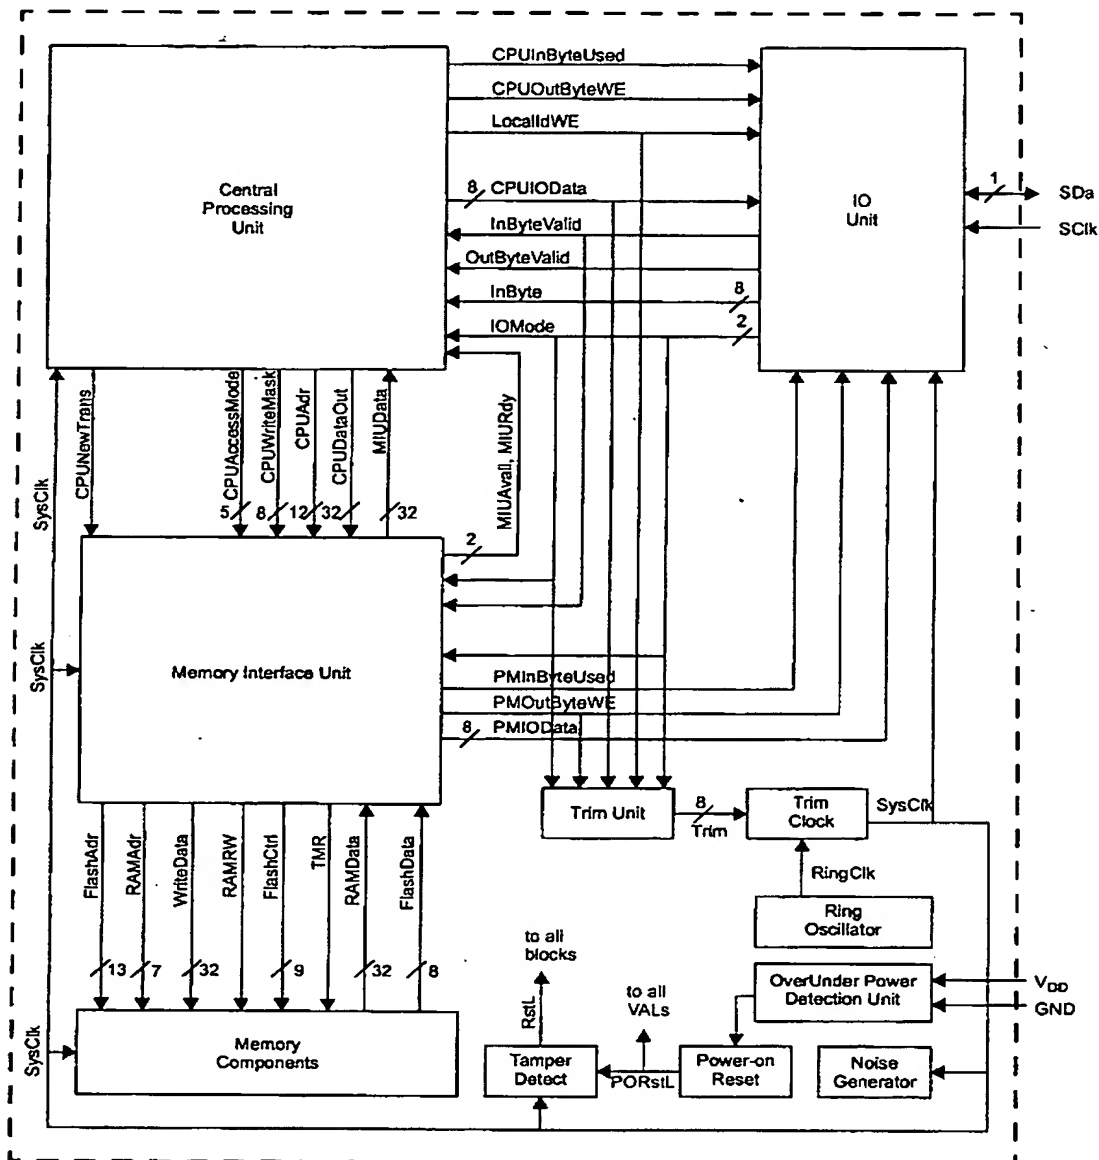 CPUInByteUsed
CPUOutByteWE
LocalIdWE
Central
Processing
Unit
IO
Unit
8
CPUIOData
1
SDa
SClk
InByteValid
OutByteValid
InByte
8
IOMode
2
SysClk
CPUNewTrans
CPUAccessMode
CPUWriteMask
CPUAdr
CPUDataOut
MIUData
MIUAvail, MIURdy
5
8
12
32
32
2
SysClk
Memory Interface Unit
PMInByteUsed
PMOutByteWE
8
PMIOData
Trim Unit
8
Trim
Trim
Clock
SysClk
FlashAdr
RAMAdr
WriteData
RAMRW
FlashCtrl
TMR
RAMData
FlashData
RingClk
Ring
Oscillator
13
7
32
9
32
8
to all
blocks
RstL
to all
VALs
OverUnder Power
Detection Unit
VDD
GND
SysClk
Memory
Components
Tamper
Detect
PORstL
Power-on
Reset
Noise
Generator